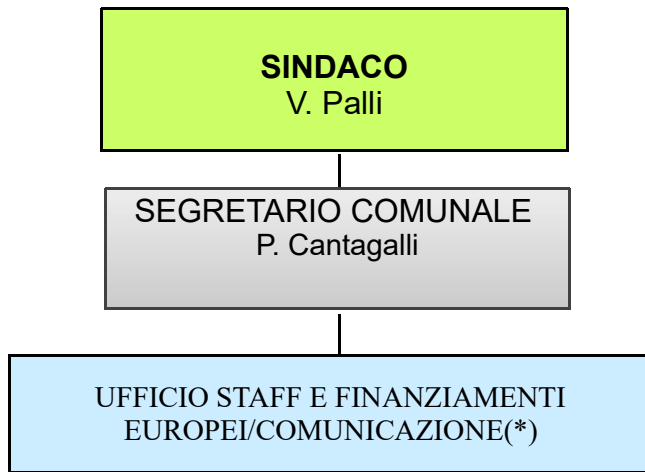 SINDACO
V. Palli
SEGRETARIO COMUNALE
P. Cantagalli
UFFICIO STAFF E FINANZIAMENTI
EUROPEI/COMUNICAZIONE(*)